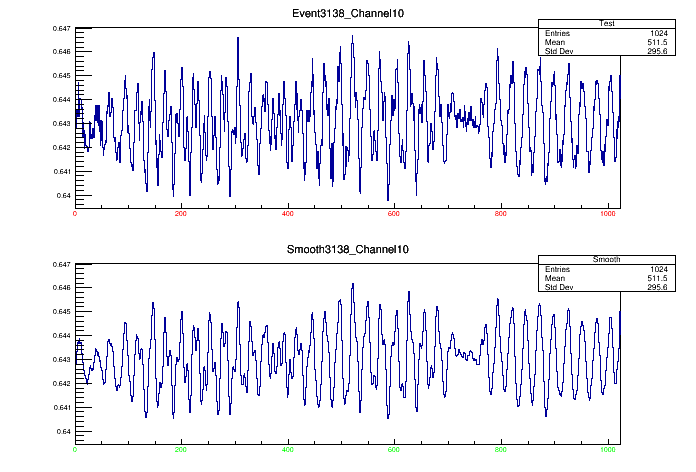 Event3138_Channel10
Test
Entries 1024
Mean 511.5
Std Dev 295.6
0.647
0.646
0.645
0.644
0.643
0.642
0.641
0.64
0 200 400 600 800 1000
Smooth3138_Channel10
Smooth
Entries 1024
Mean 511.5
Std Dev 295.6
0.647
0.646
0.645
0.644
0.643
0.642
0.641
0.64
0 200 400 600 800 1000